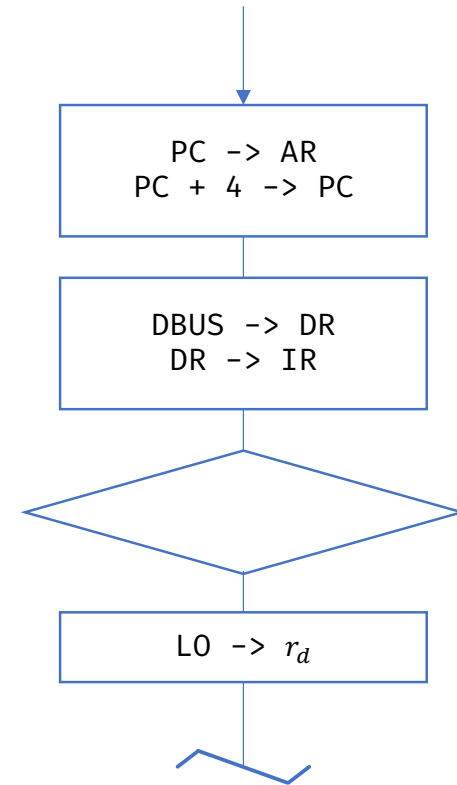 PC -> AR
PC + 4 -> PC
DBUS -> DR
DR -> IR
LO -> r_d